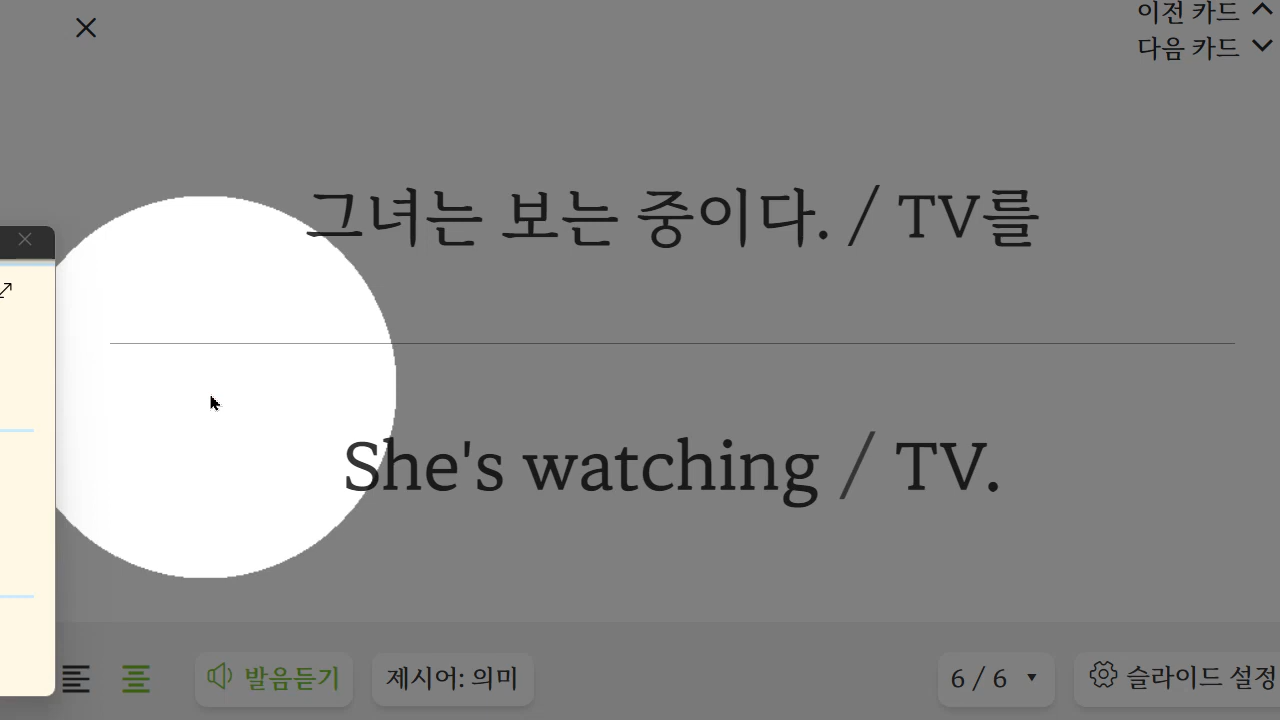 이전 카드
다음 카드
그녀는 보는 중이다. / TV를
She's watching / TV.
발음듣기 제시어: 의미 6 / 6 슬라이드 설정